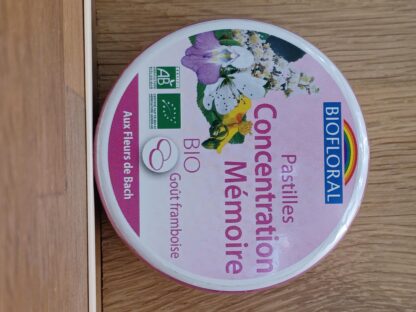 BIOFLORAL
Pastilles
Concentration
Mémoire
BIO
Goût framboise
AB
Aux Fleurs de Bach